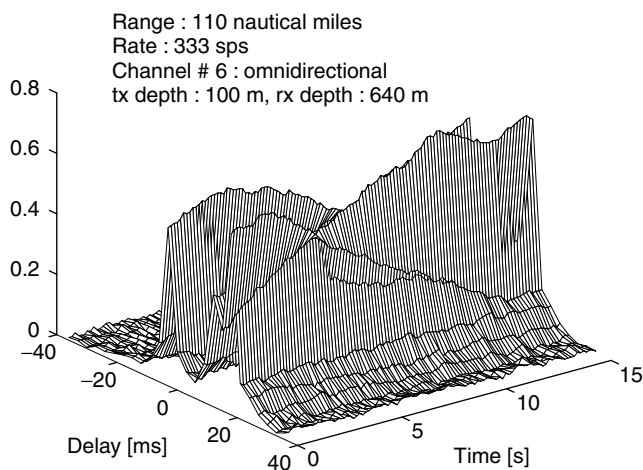 Range : 110 nautical miles
Rate : 333 sps
Channel # 6 : omnidirectional
tx depth : 100 m, rx depth : 640 m
0.8
0.6
0.4
0.2
0
−40
−20
0
20
40
Delay [ms]
0
5
10
15
Time [s]